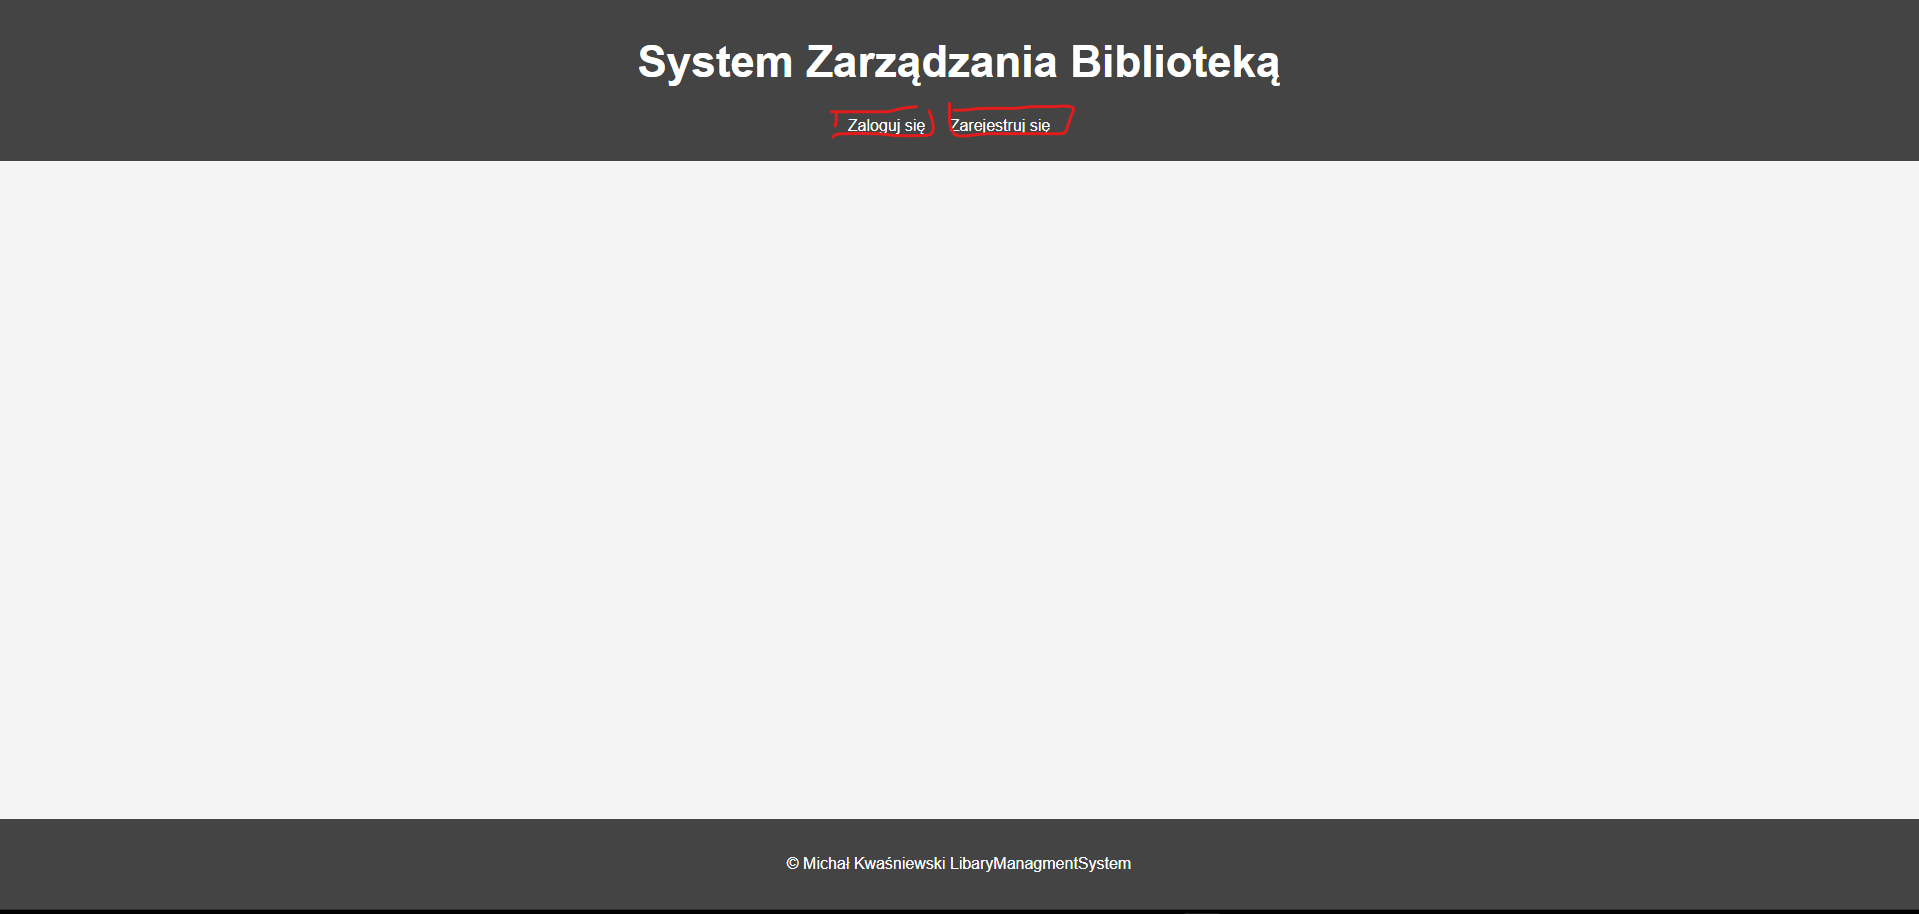 System Zarządzania Biblioteką
Zaloguj się Zarejestruj się
© Michał Kwaśniewski LibaryManagmentSystem